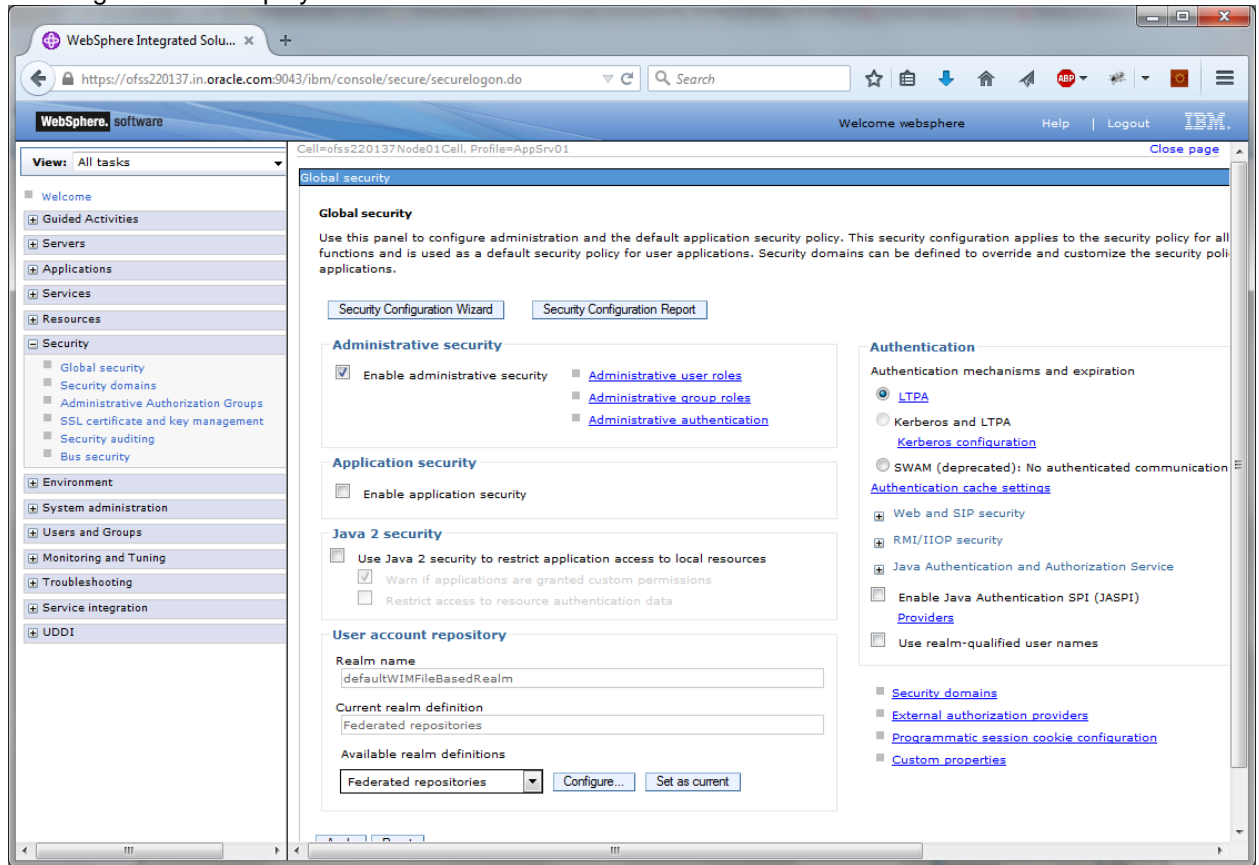 WebSphere Integrated Solu... × +
https://ofss220137.in.oracle.com:9043/ibm/console/secure/securelogon.do
Search
ABP
WebSphere. software
Welcome websphere Help | Logout IBM.
View: All tasks
Cell=ofss220137Node01Cell, Profile=AppSrv01
Close page
Welcome
Guided Activities
Servers
Applications
Services
Resources
Security
Global security
Security domains
Administrative Authorization Groups
SSL certificate and key management
Security auditing
Bus security
Environment
System administration
Users and Groups
Monitoring and Tuning
Troubleshooting
Service integration
UDDI
Global security
Global security
Use this panel to configure administration and the default application security policy. This security configuration applies to the security policy for all
functions and is used as a default security policy for user applications. Security domains can be defined to override and customize the security poli
applications.
Security Configuration Wizard Security Configuration Report
Administrative security
Enable administrative security
Administrative user roles
Administrative group roles
Administrative authentication
Application security
Enable application security
Java 2 security
Use Java 2 security to restrict application access to local resources
Warn if applications are granted custom permissions
Restrict access to resource authentication data
User account repository
Realm name
defaultWIMFileBasedRealm
Current realm definition
Federated repositories
Available realm definitions
Federated repositories Configure... Set as current
Authentication
Authentication mechanisms and expiration
LTPA
Kerberos and LTPA
Kerberos configuration
SWAM (deprecated): No authenticated communication
Authentication cache settings
Web and SIP security
RMI/IIOP security
Java Authentication and Authorization Service
Enable Java Authentication SPI (JASPI)
Providers
Use realm-qualified user names
Security domains
External authorization providers
Programmatic session cookie configuration
Custom properties